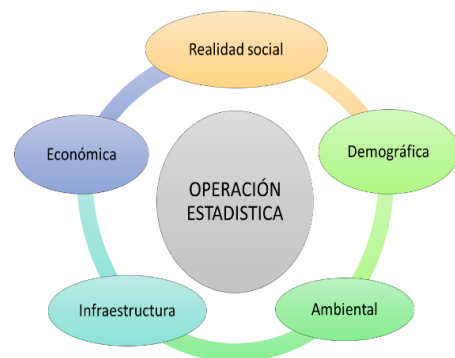 Realidad social
Económica
Demográfica
OPERACIÓN
ESTADISTICA
Infraestructura
Ambiental